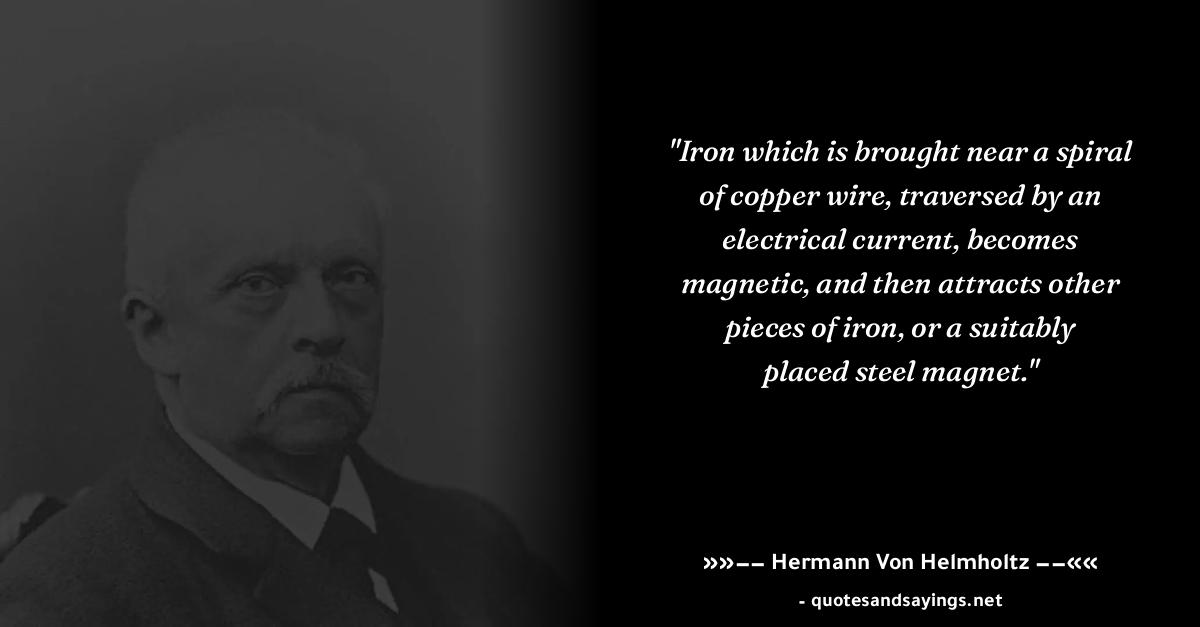 "Iron which is brought near a spiral
of copper wire, traversed by an
electrical current, becomes
magnetic, and then attracts other
pieces of iron, or a suitably
placed steel magnet."
»»–– Hermann Von Helmholtz ––««
- quotesandsayings.net